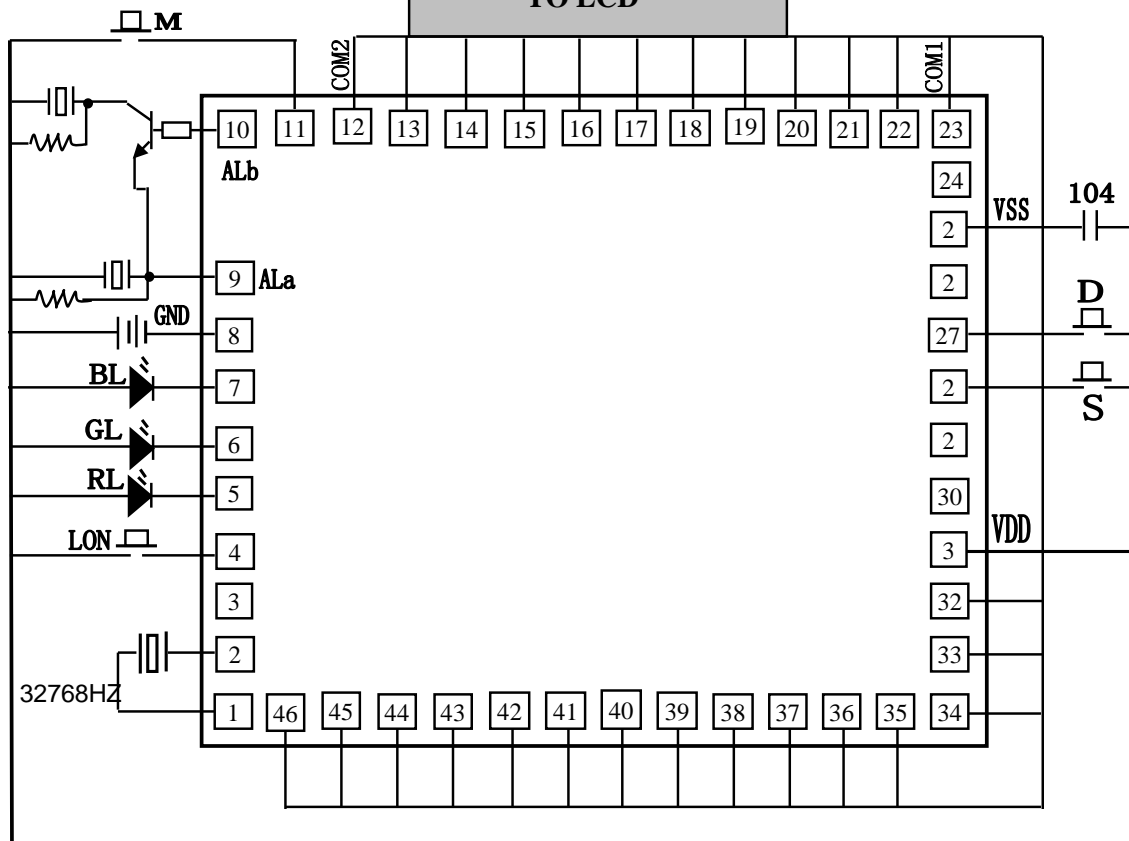 TO LCD
M
COM2
COM1
10 11 12 13 14 15 16 17 18 19 20 21 22 23
ALb
24
104
VSS
2
9 ALa
2
D
GND
8
27
BL
7
2
S
GL
6
2
RL
5
30
LON
4
VDD
3
3
32
2
33
32768HZ
1 46 45 44 43 42 41 40 39 38 37 36 35 34